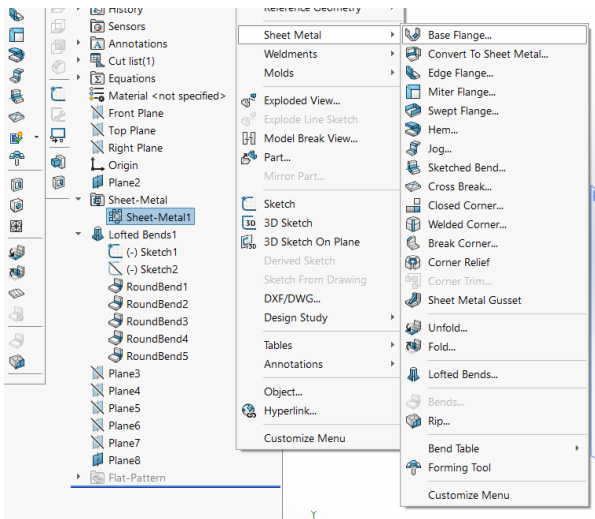 History
Sensors
Annotations
Cut list(1)
Equations
Material <not specified>
Front Plane
Top Plane
Right Plane
Origin
Plane2
Sheet-Metal
Sheet-Metal1
Lofted Bends1
(-) Sketch1
(-) Sketch2
RoundBend1
RoundBend2
RoundBend3
RoundBend4
RoundBend5
Plane3
Plane4
Plane5
Plane6
Plane7
Plane8
Flat-Pattern
Reference Geometry
Sheet Metal
Weldments
Molds
Exploded View...
Explode Line Sketch
Model Break View...
Part...
Mirror Part...
Sketch
3D 3D Sketch
3D 3D Sketch On Plane
Derived Sketch
Sketch From Drawing
DXF/DWG...
Design Study
Tables
Annotations
Object...
Hyperlink...
Customize Menu
Base Flange...
Convert To Sheet Metal...
Edge Flange...
Miter Flange...
Swept Flange...
Hem...
Jog...
Sketched Bend...
Cross Break...
Closed Corner...
Welded Corner...
Break Corner...
Corner Relief
Corner Trim...
Sheet Metal Gusset
Unfold...
Fold...
Lofted Bends...
Bends...
Rip...
Bend Table
Forming Tool
Customize Menu
Y